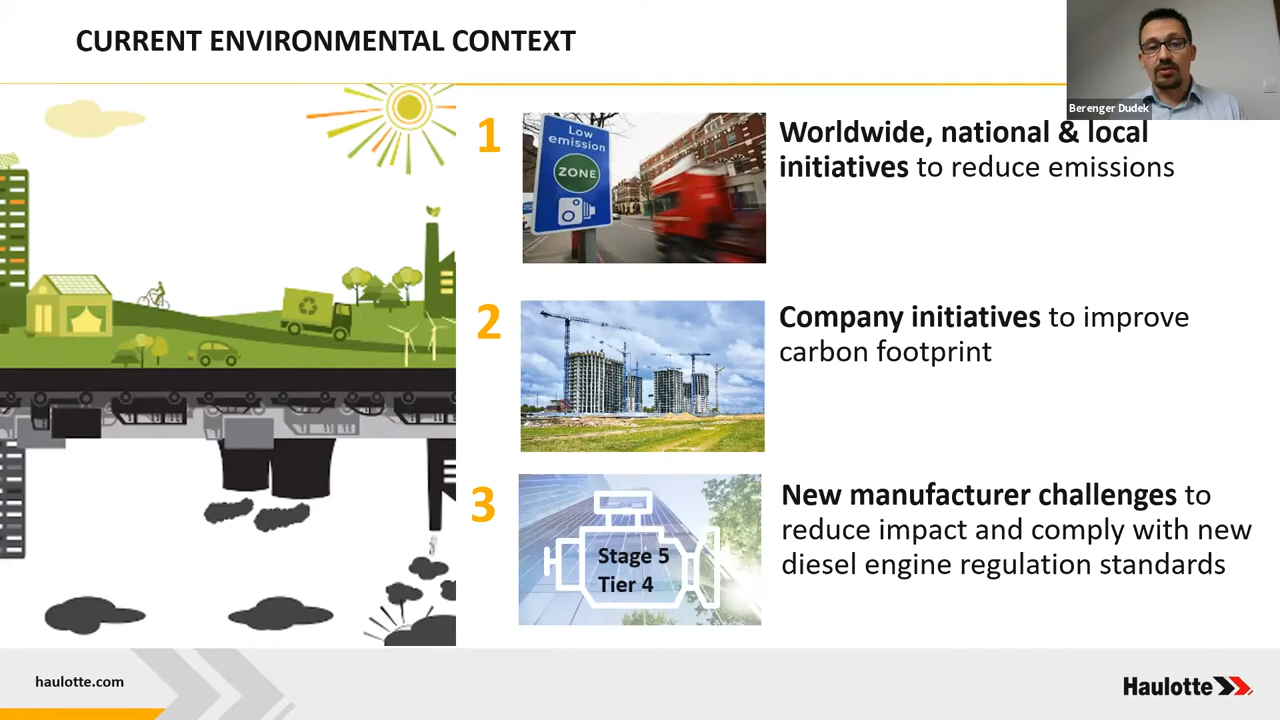 CURRENT ENVIRONMENTAL CONTEXT
Berenger Dudek
1
Low
emission
ZONE
Worldwide, national & local
initiatives to reduce emissions
2
Company initiatives to improve
carbon footprint
3
Stage 5
Tier 4
New manufacturer challenges to
reduce impact and comply with new
diesel engine regulation standards
haulotte.com
Haulotte